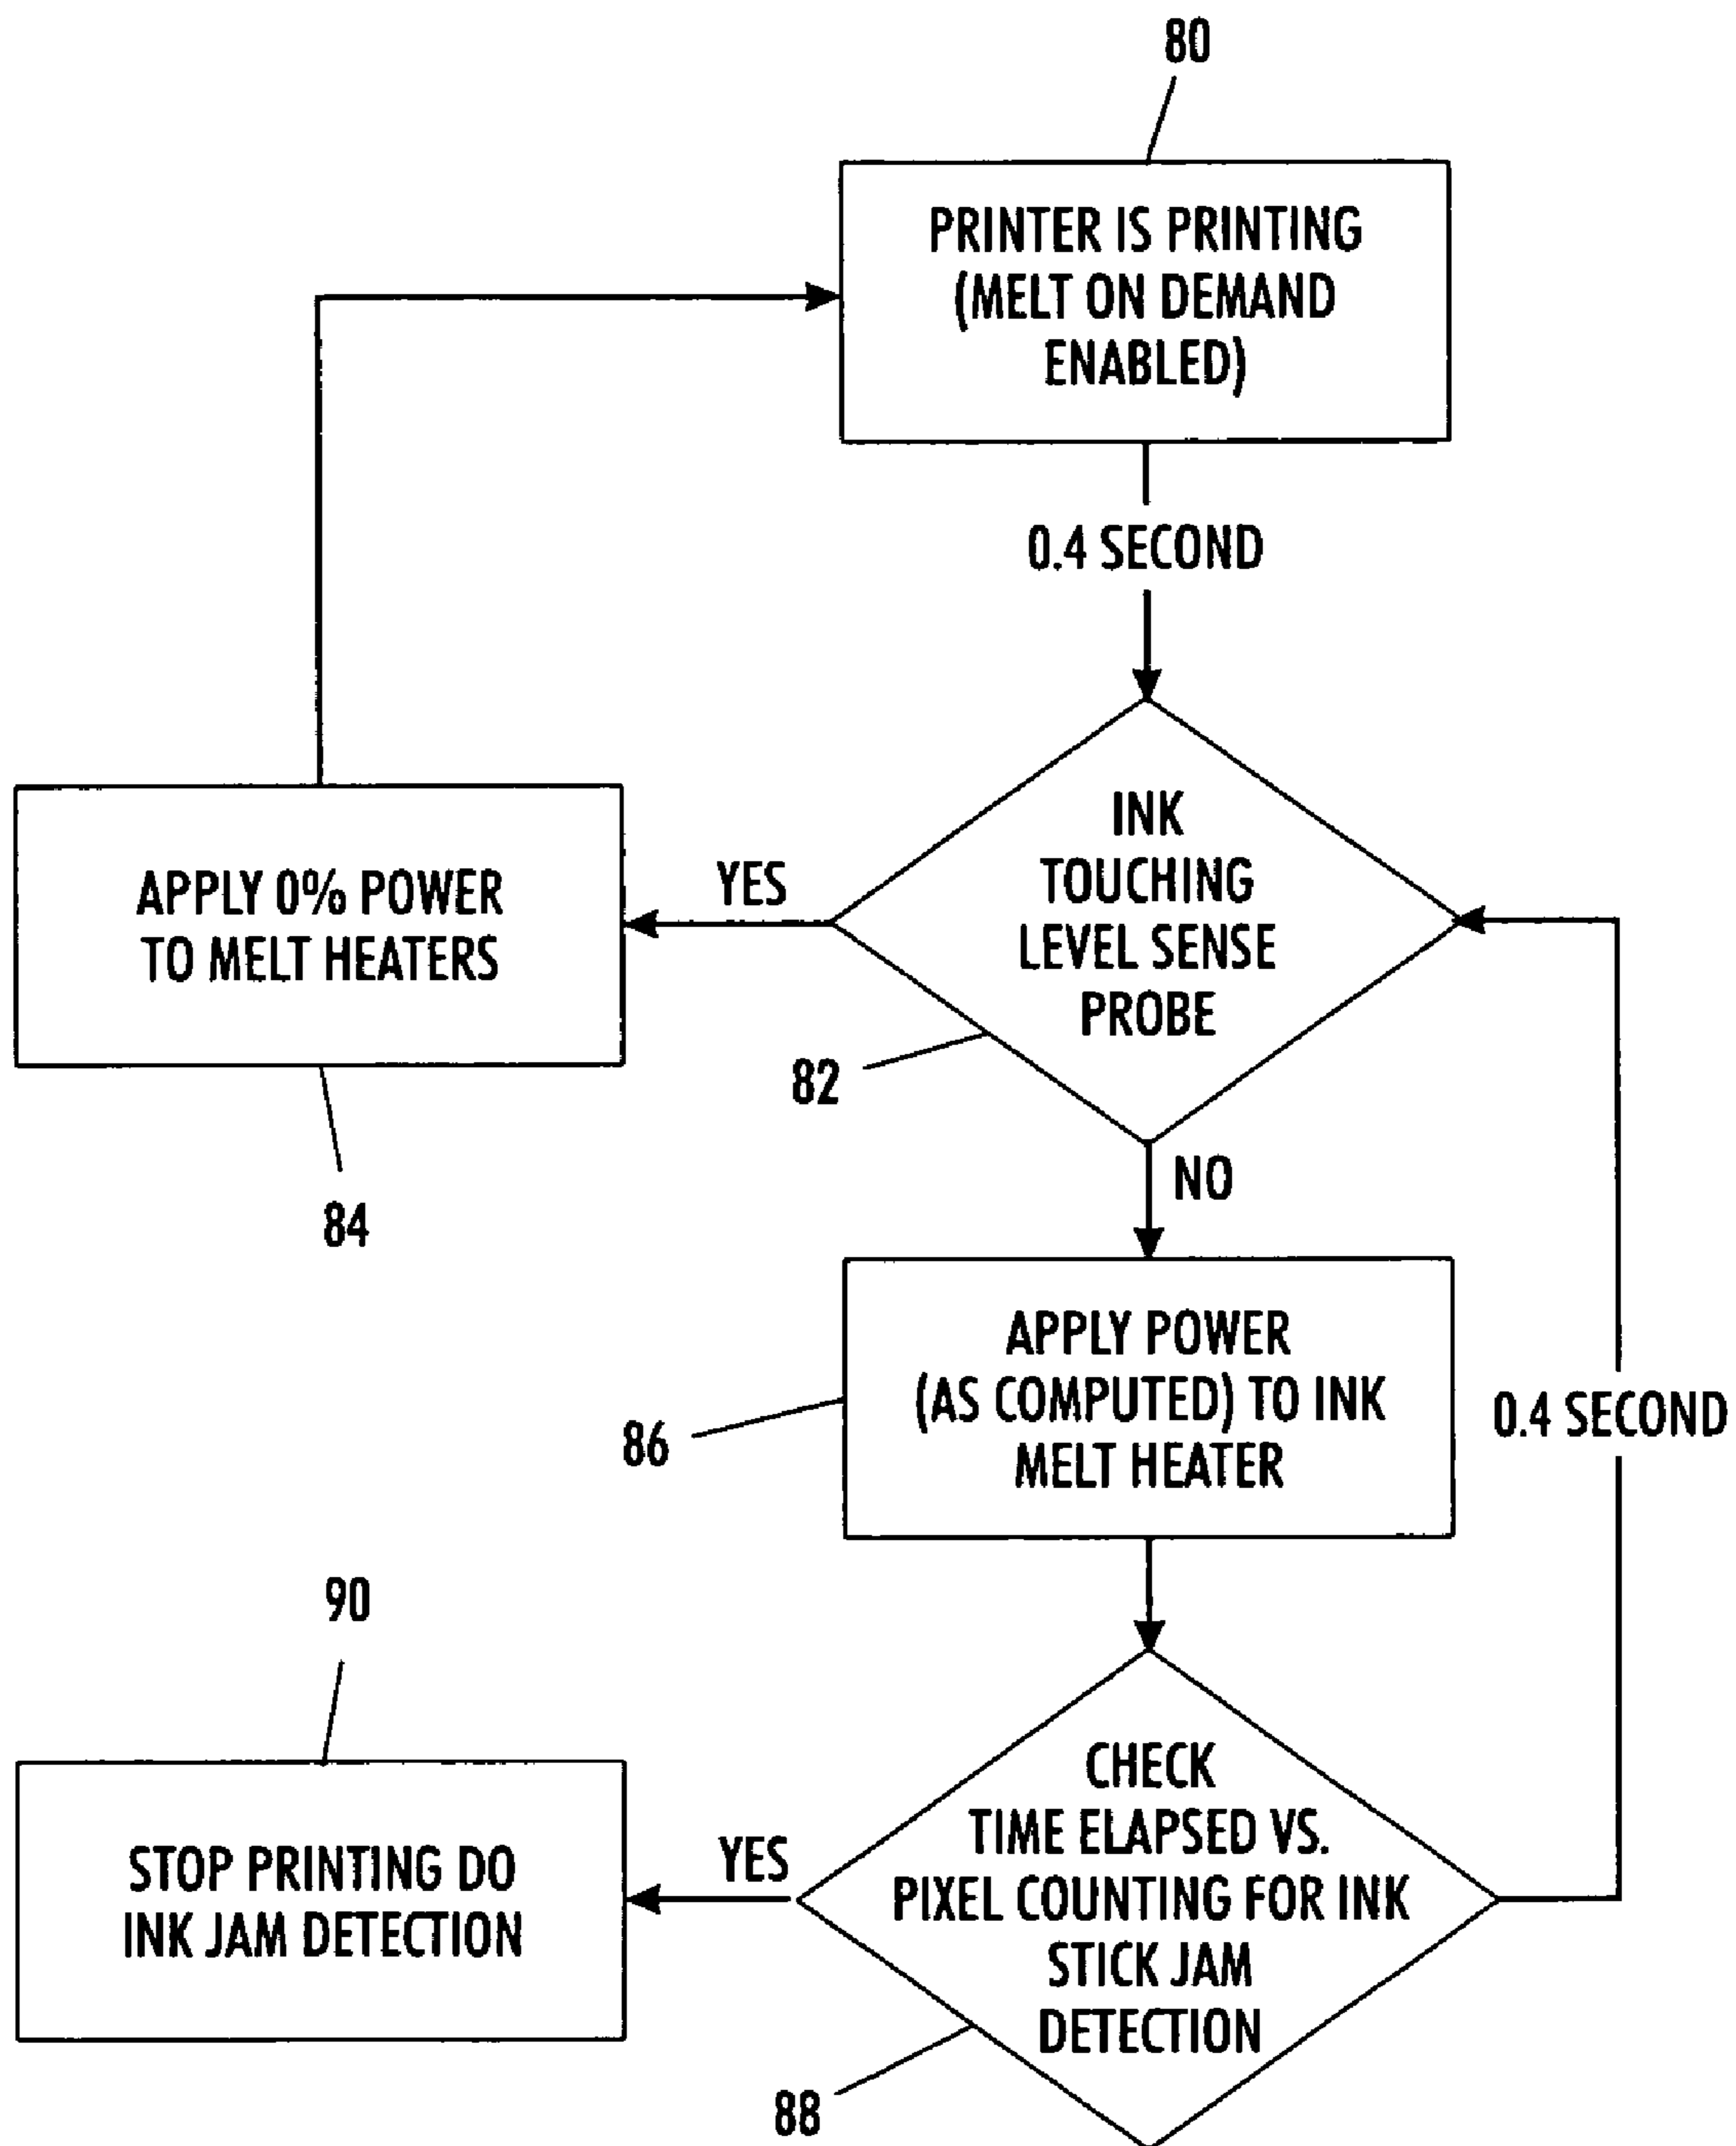 80
PRINTER IS PRINTING
(MELT ON DEMAND
ENABLED)
0.4 SECOND
INK
TOUCHING
LEVEL SENSE
PROBE
82
YES
APPLY 0% POWER
TO MELT HEATERS
84
NO
APPLY POWER
(AS COMPUTED) TO INK
MELT HEATER
86
0.4 SECOND
CHECK
TIME ELAPSED VS.
PIXEL COUNTING FOR INK
STICK JAM
DETECTION
88
YES
90
STOP PRINTING DO
INK JAM DETECTION